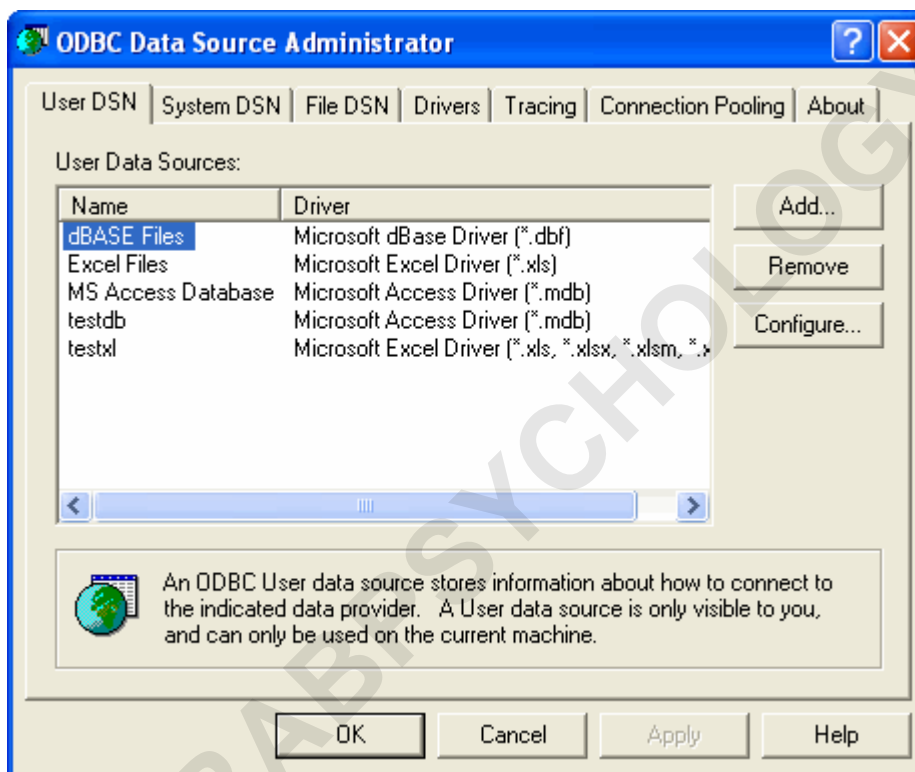 ODBC Data Source Administrator
User DSN System DSN File DSN Drivers Tracing Connection Pooling About
User Data Sources:
Name Driver
dBASE Files Microsoft dBase Driver (*.dbf)
Excel Files Microsoft Excel Driver (*.xls)
MS Access Database Microsoft Access Driver (*.mdb)
testdb Microsoft Access Driver (*.mdb)
testxl Microsoft Excel Driver (*.xls, *.xlsx, *.xlsm, *.x
Add...
Remove
Configure...
An ODBC User data source stores information about how to connect to
the indicated data provider. A User data source is only visible to you,
and can only be used on the current machine.
OK Cancel Apply Help
BABPSYCHOLOGY